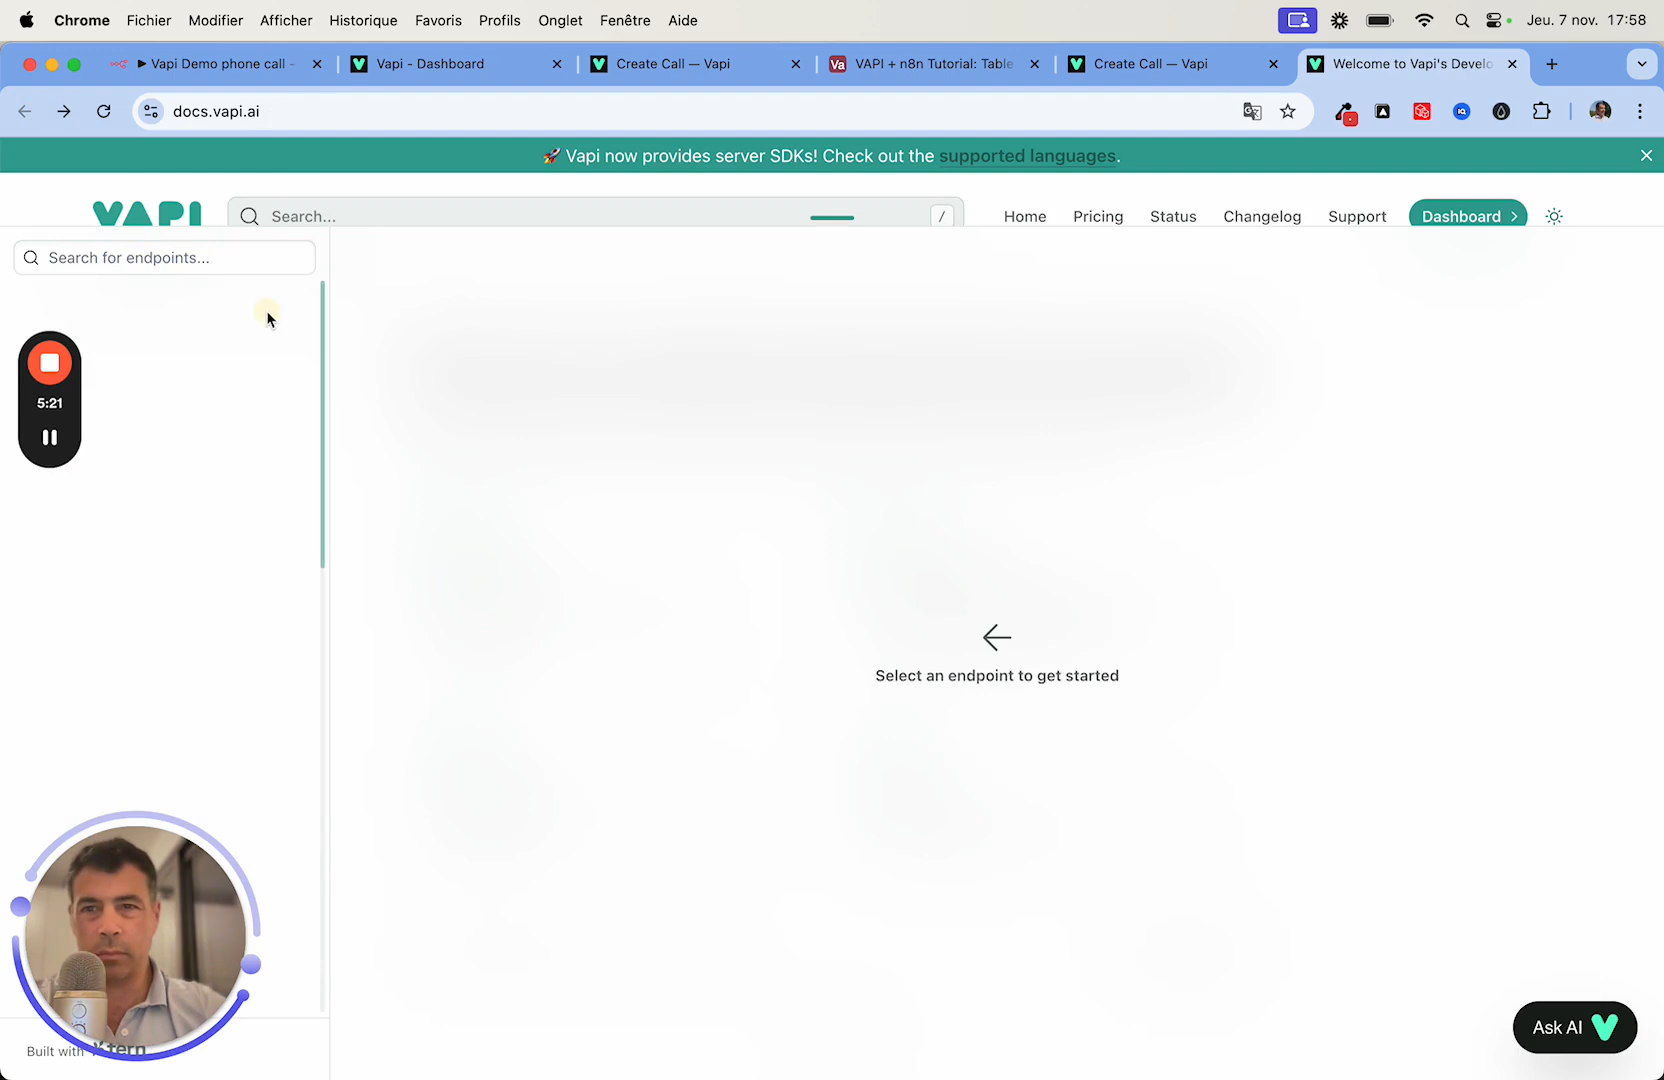 Chrome Fichier Modifier Afficher Historique Favoris Profils Onglet Fenêtre Aide Jeu. 7 nov. 17:58
Vapi Demo phone call - Vapi - Dashboard Create Call — Vapi Va VAPI + n8n Tutorial: Table Create Call — Vapi Welcome to Vapi's Develo
docs.vapi.ai
🚀 Vapi now provides server SDKs! Check out the supported languages.
VAPI Search... / Home Pricing Status Changelog Support Dashboard
Search for endpoints...
5:21
Select an endpoint to get started
Ask AI
Built with